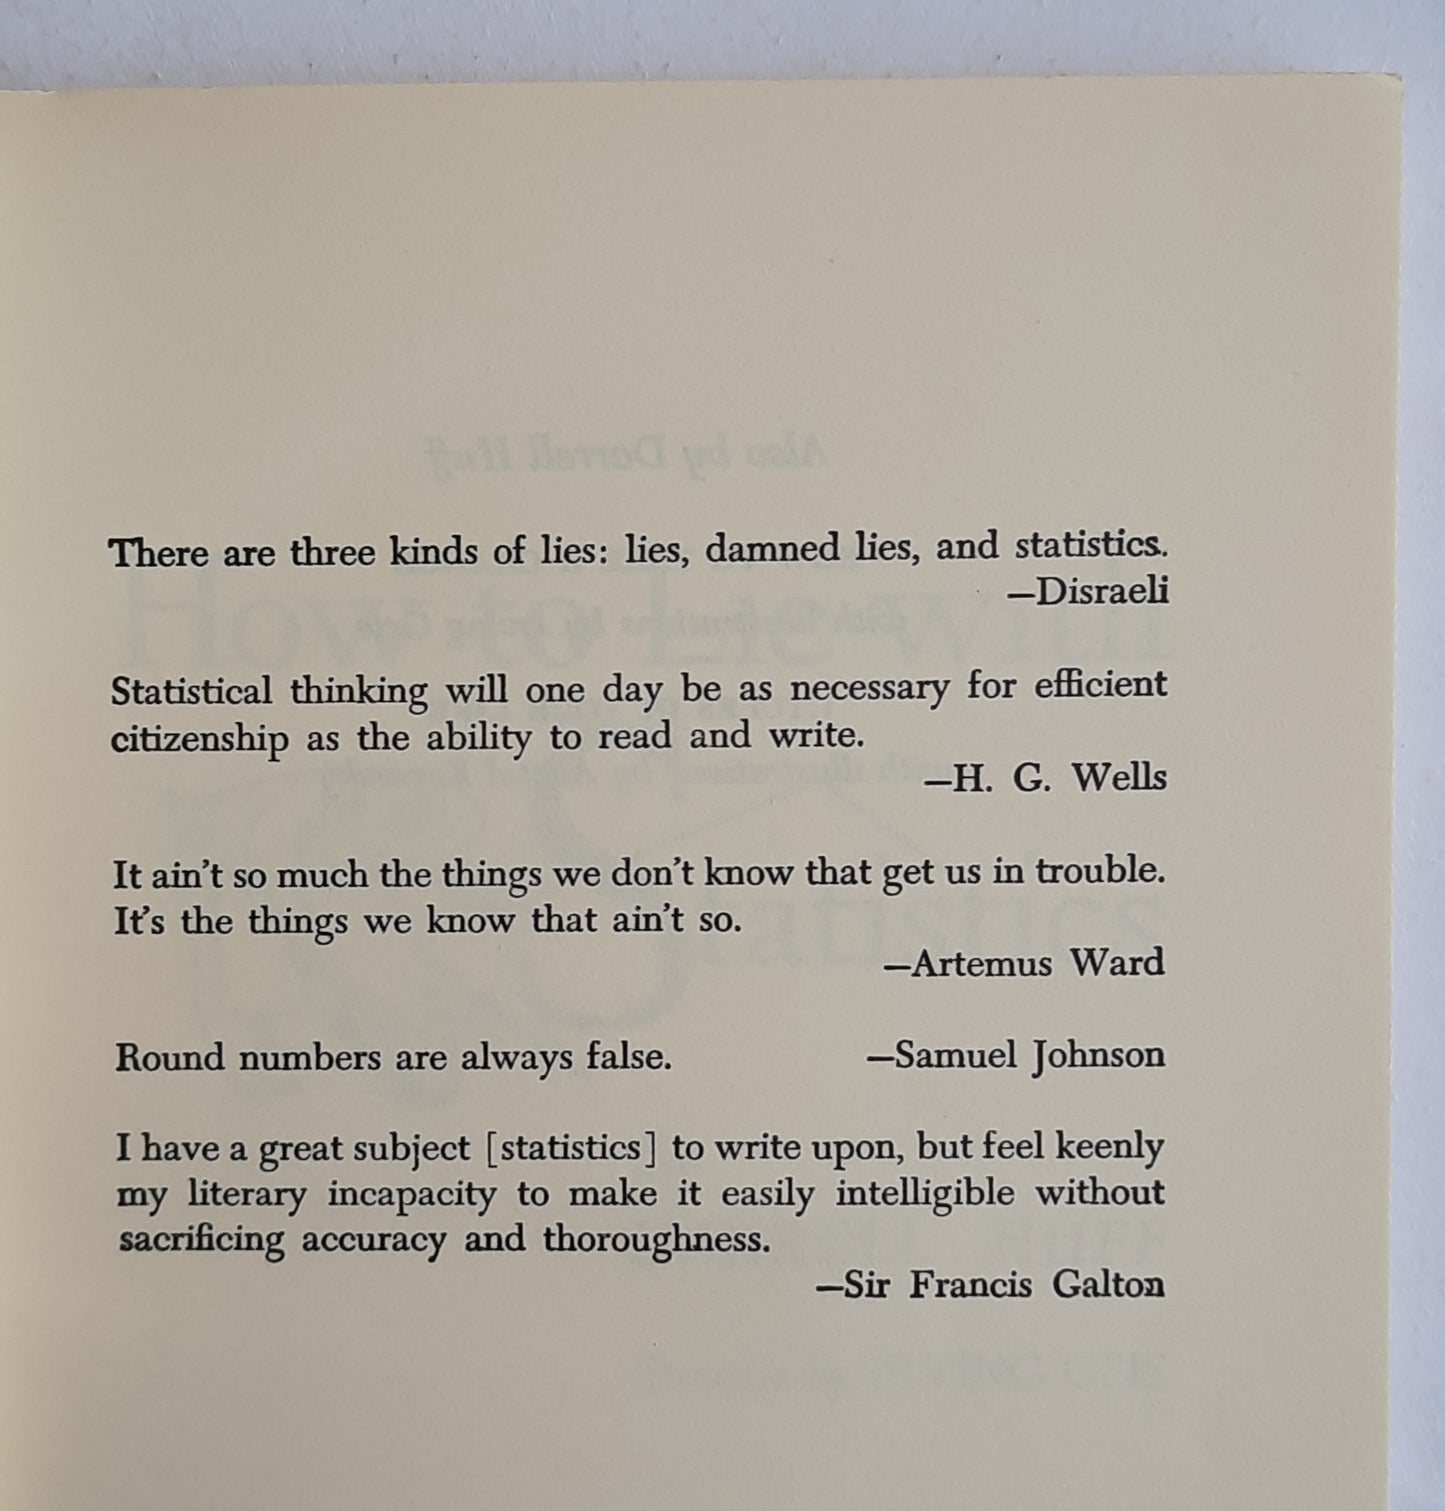 There are three kinds of lies: lies, damned lies, and statistics.
—Disraeli
Statistical thinking will one day be as necessary for efficient
citizenship as the ability to read and write.
—H. G. Wells
It ain't so much the things we don't know that get us in trouble.
It's the things we know that ain't so.
—Artemus Ward
Round numbers are always false. —Samuel Johnson
I have a great subject [statistics] to write upon, but feel keenly
my literary incapacity to make it easily intelligible without
sacrificing accuracy and thoroughness.
—Sir Francis Galton